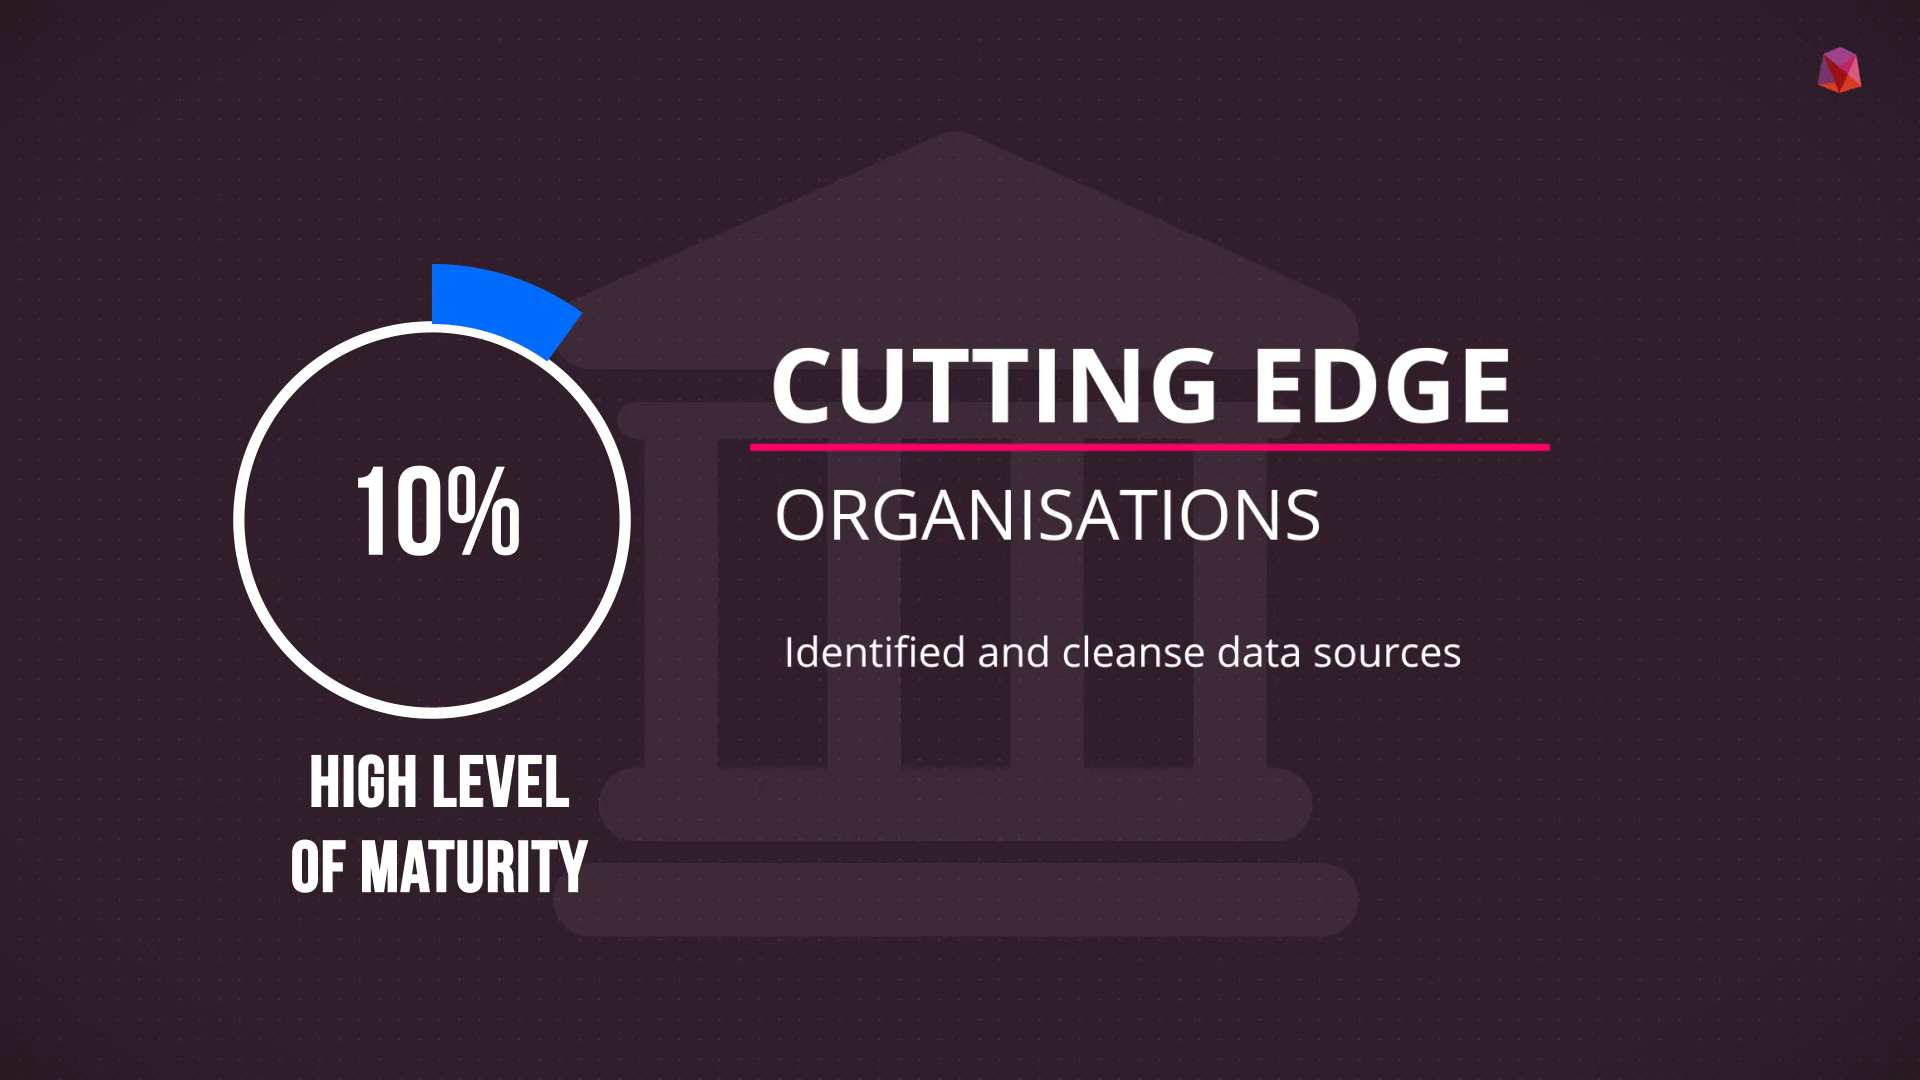 10%
HIGH LEVEL
OF MATURITY
CUTTING EDGE
ORGANISATIONS
Identified and cleanse data sources